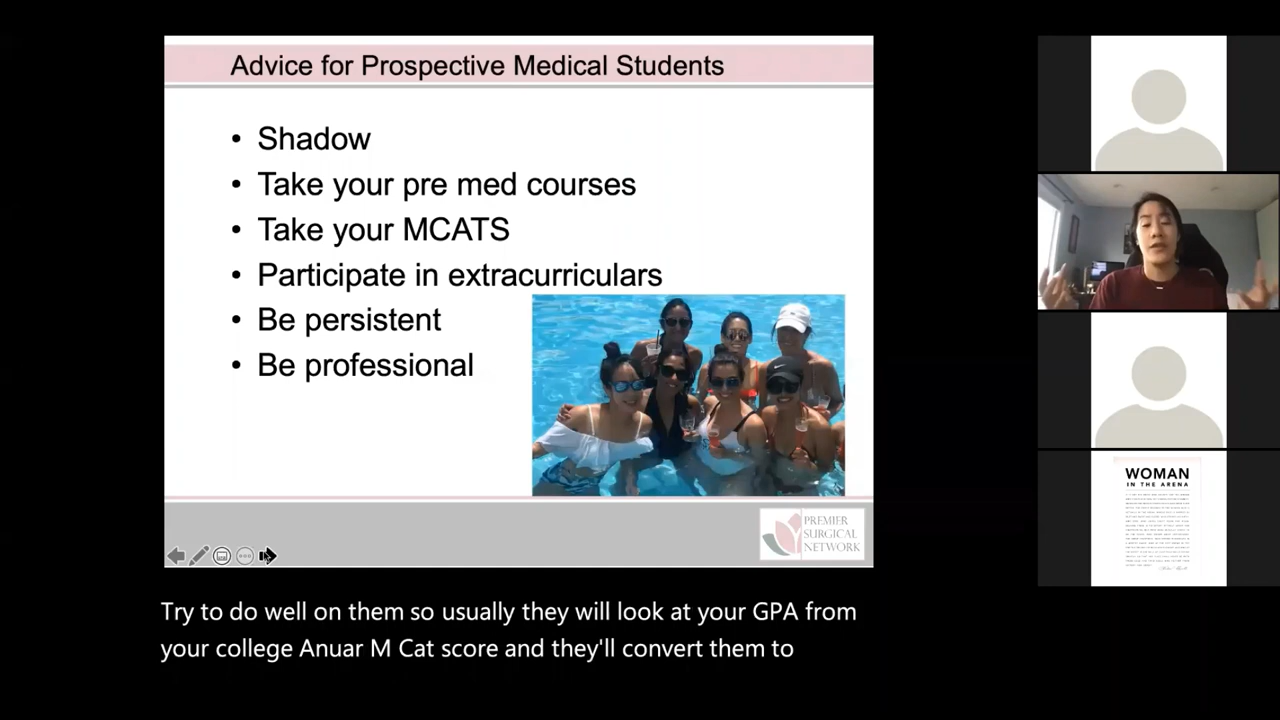 Advice for Prospective Medical Students
• Shadow
• Take your pre med courses
• Take your MCATS
• Participate in extracurriculars
• Be persistent
• Be professional
PREMIER
SURGICAL
NETWORK
Try to do well on them so usually they will look at your GPA from
your college Anuar M Cat score and they'll convert them to
WOMAN
IN THE ARENA